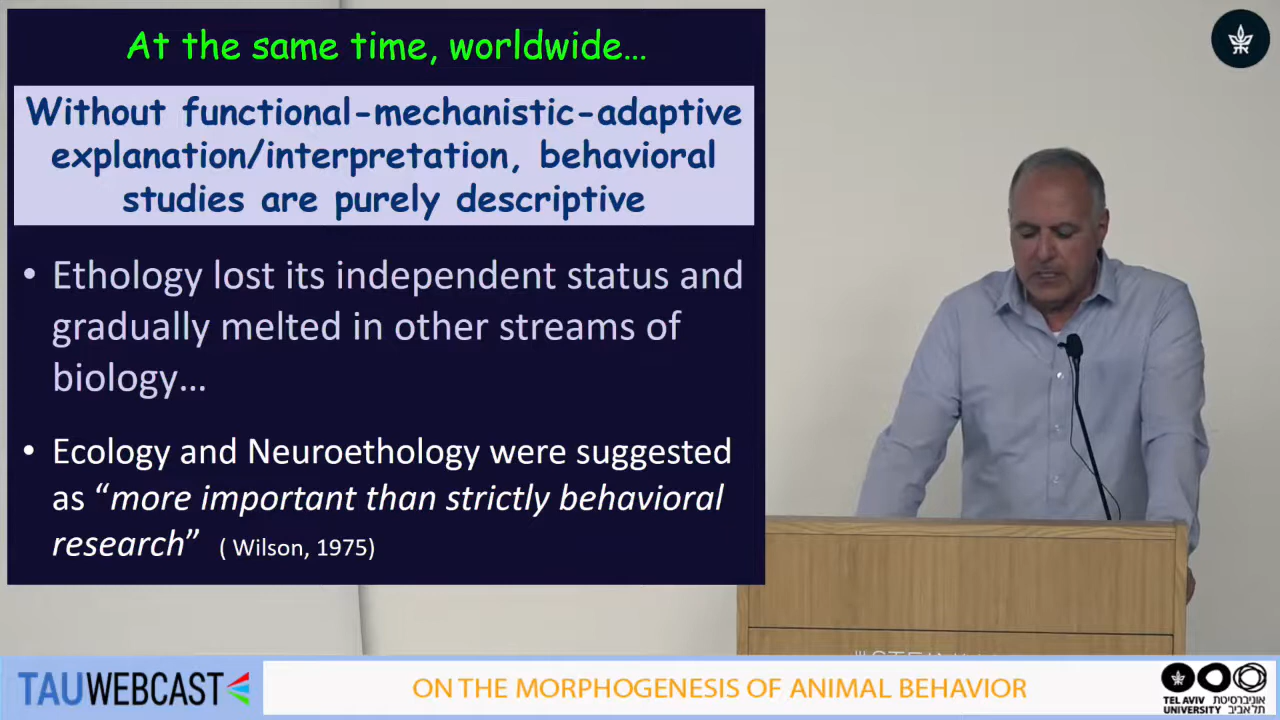 At the same time, worldwide…
Without functional-mechanistic-adaptive
explanation/interpretation, behavioral
studies are purely descriptive
• Ethology lost its independent status and
gradually melted in other streams of
biology…
• Ecology and Neuroethology were suggested
as “more important than strictly behavioral
research” ( Wilson, 1975)
TAUWEBCAST
ON THE MORPHOGENESIS OF ANIMAL BEHAVIOR
TEL AVIV אוניברסיטת
UNIVERSITY תל אביב